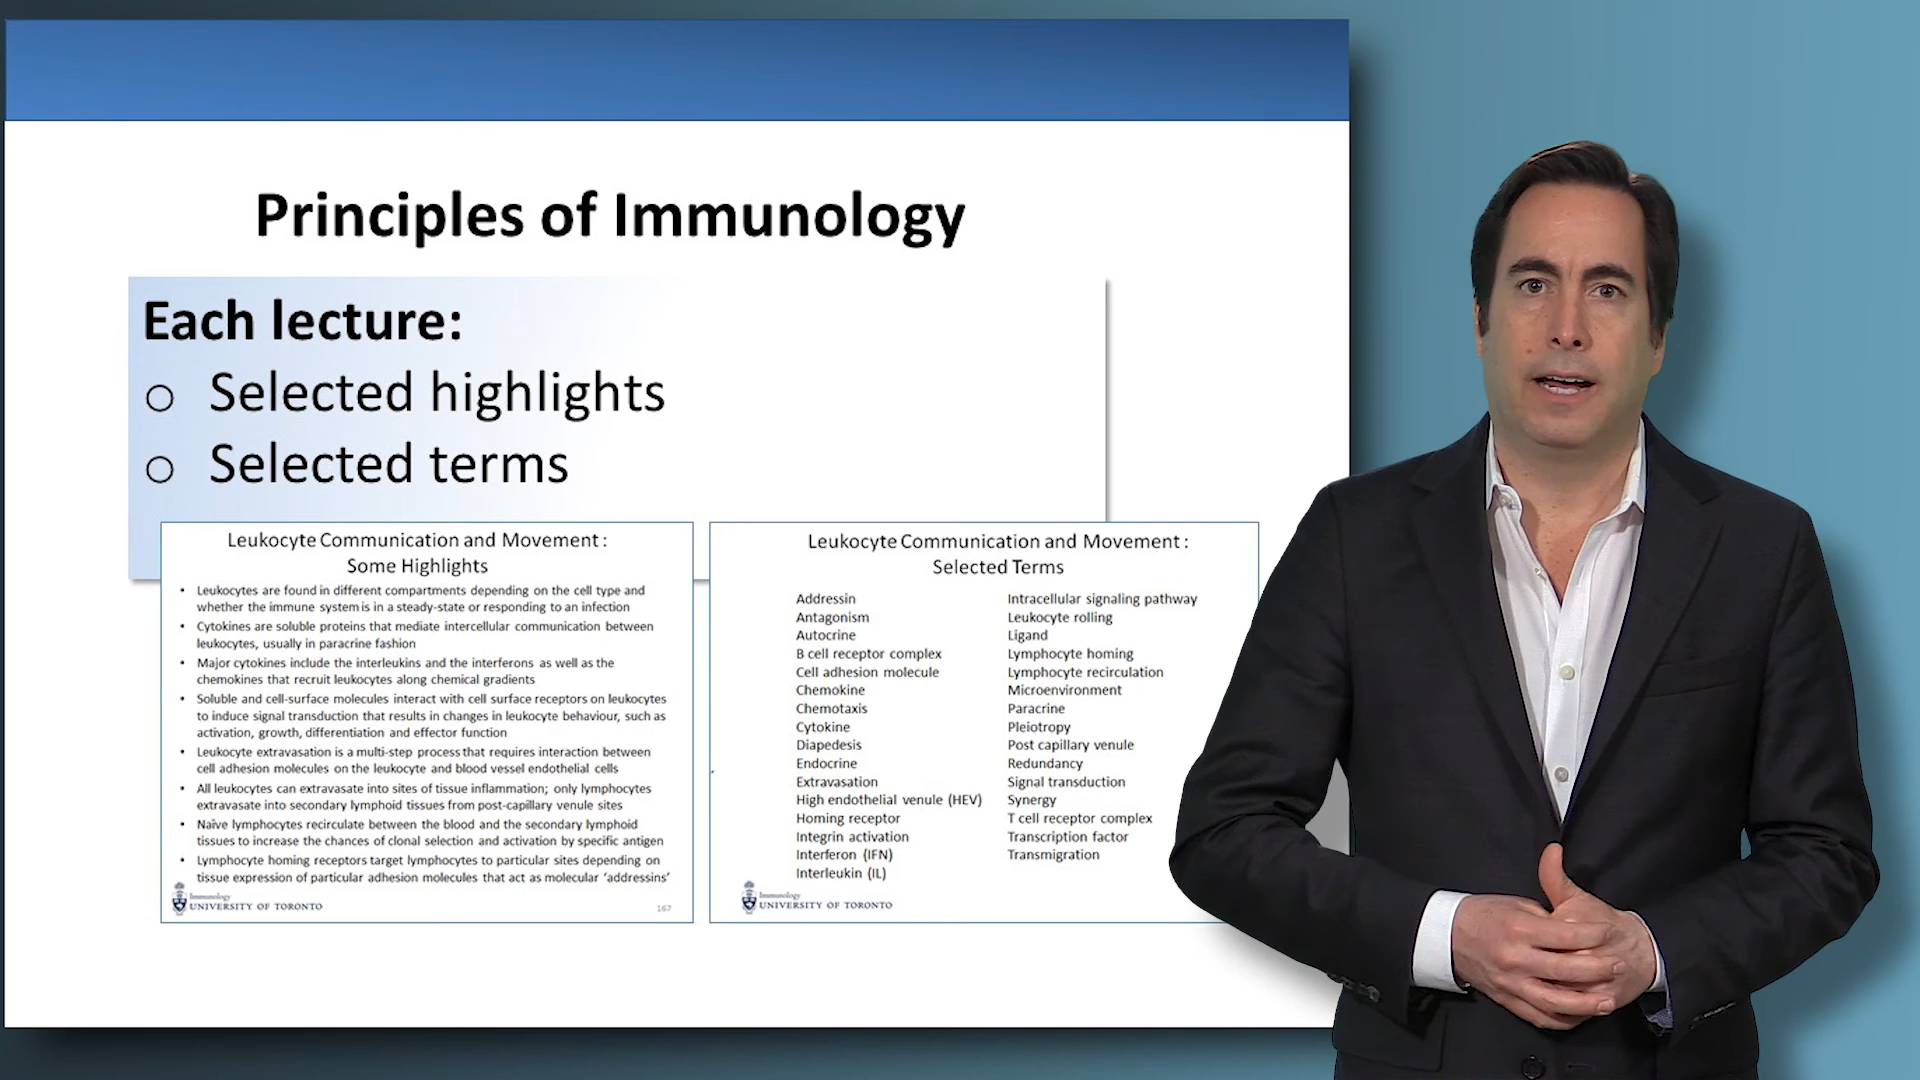 Principles of Immunology
Each lecture:
o Selected highlights
o Selected terms
Leukocyte Communication and Movement :
Some Highlights
• Leukocytes are found in different compartments depending on the cell type and
whether the immune system is in a steady-state or responding to an infection
• Cytokines are soluble proteins that mediate intercellular communication between
leukocytes, usually in paracrine fashion
• Major cytokines include the interleukins and the interferons as well as the
chemokines that recruit leukocytes along chemical gradients
• Soluble and cell-surface molecules interact with cell surface receptors on leukocytes
to induce signal transduction that results in changes in leukocyte behaviour, such as
activation, growth, differentiation and effector function
• Leukocyte extravasation is a multi-step process that requires interaction between
cell adhesion molecules on the leukocyte and blood vessel endothelial cells
• All leukocytes can extravasate into sites of tissue inflammation; only lymphocytes
extravasate into secondary lymphoid tissues from post-capillary venule sites
• Naïve lymphocytes recirculate between the blood and the secondary lymphoid
tissues to increase the chances of clonal selection and activation by specific antigen
• Lymphocyte homing receptors target lymphocytes to particular sites depending on
tissue expression of particular adhesion molecules that act as molecular ‘addressins’
Immunology
UNIVERSITY OF TORONTO
167
Leukocyte Communication and Movement :
Selected Terms
Addressin
Antagonism
Autocrine
B cell receptor complex
Cell adhesion molecule
Chemokine
Chemotaxis
Cytokine
Diapedesis
Endocrine
Extravasation
High endothelial venule (HEV)
Homing receptor
Integrin activation
Interferon (IFN)
Interleukin (IL)
Intracellular signaling pathway
Leukocyte rolling
Ligand
Lymphocyte homing
Lymphocyte recirculation
Microenvironment
Paracrine
Pleiotropy
Post capillary venule
Redundancy
Signal transduction
Synergy
T cell receptor complex
Transcription factor
Transmigration
Immunology
UNIVERSITY OF TORONTO